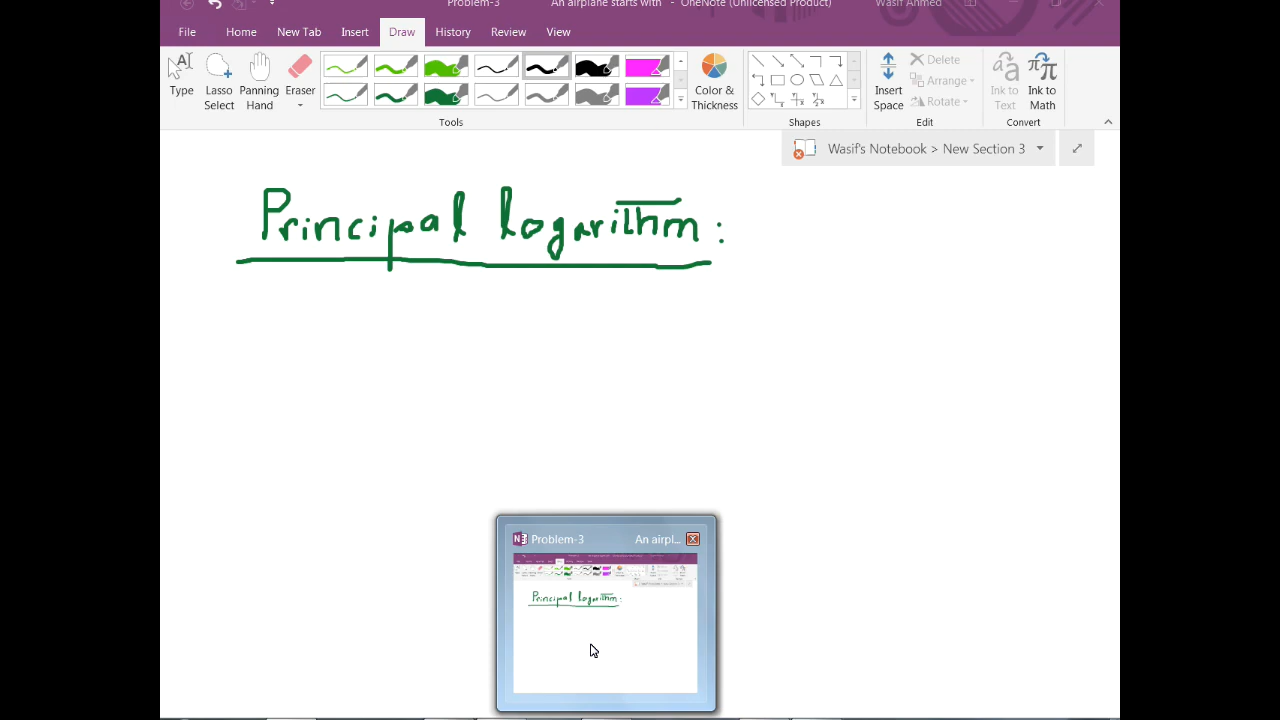 Problem-3 An airplane starts with - OneNote (Unlicensed Product) Wasif Ahmed
File Home New Tab Insert Draw History Review View
Type
Lasso Select
Panning Hand
Eraser
Color & Thickness
Insert Space
Delete
Arrange
Rotate
Ink to Text
Ink to Math
Tools Shapes Edit Convert
Wasif's Notebook > New Section 3
Principal logarithm:
Problem-3 An airpl...
Principal logarithm: